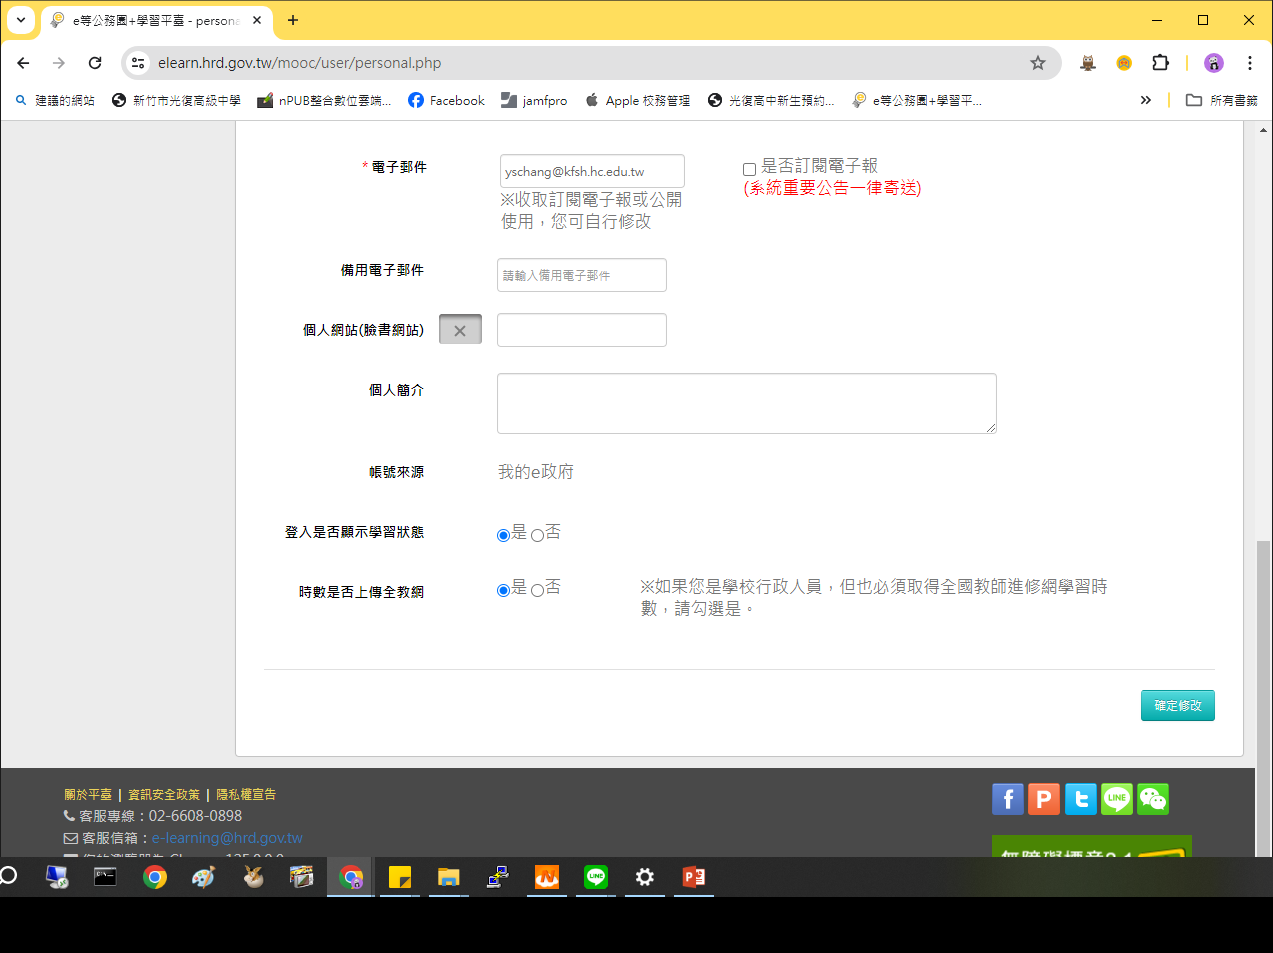 e等公務園+學習平臺 - persona
elearn.hrd.gov.tw/mooc/user/personal.php
建議的網站
新竹市光復高級中學
nPUB整合數位雲端...
Facebook
jamfpro
Apple 校務管理
光復高中新生預約...
e等公務園+學習平...
所有書籤
* 電子郵件
yschang@kfsh.hc.edu.tw
是否訂閱電子報
(系統重要公告一律寄送)
※收取訂閱電子報或公開
使用，您可自行修改
備用電子郵件
請輸入備用電子郵件
個人網站(臉書網站)
個人簡介
帳號來源
我的e政府
登入是否顯示學習狀態
是 否
時數是否上傳全教網
是 否
※如果您是學校行政人員，但也必須取得全國教師進修網學習時
數，請勾選是。
確定修改
關於平臺 | 資訊安全政策 | 隱私權宣告
客服專線：02-6608-0898
客服信箱：e-learning@hrd.gov.tw
LINE